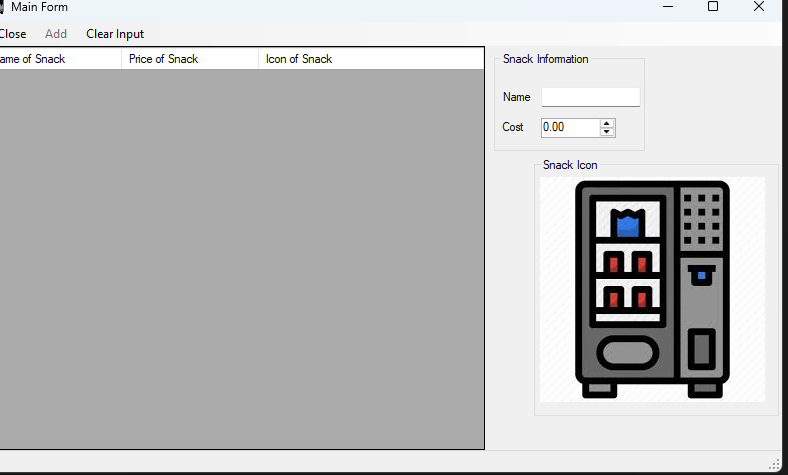 Main Form
Close Add Clear Input
ame of Snack Price of Snack Icon of Snack
Snack Information
Name
Cost 0.00
Snack Icon